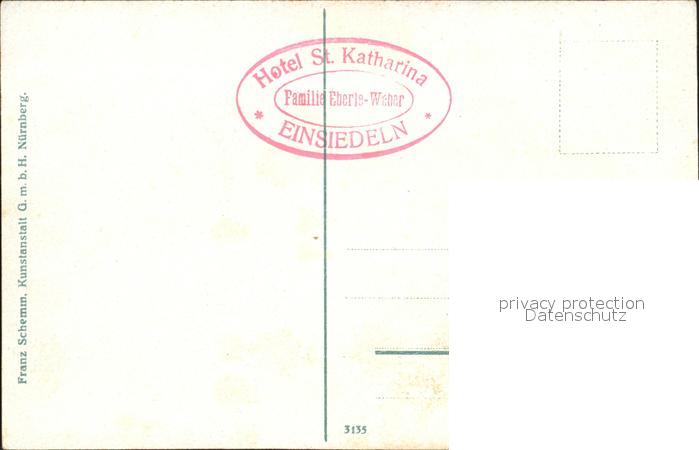 Hotel St. Katharina
Familie Eberle-Weber
* EINSIEDELN *
Franz Schemm, Kunstanstalt G. m. b. H. Nürnberg.
3135
privacy protection
Datenschutz